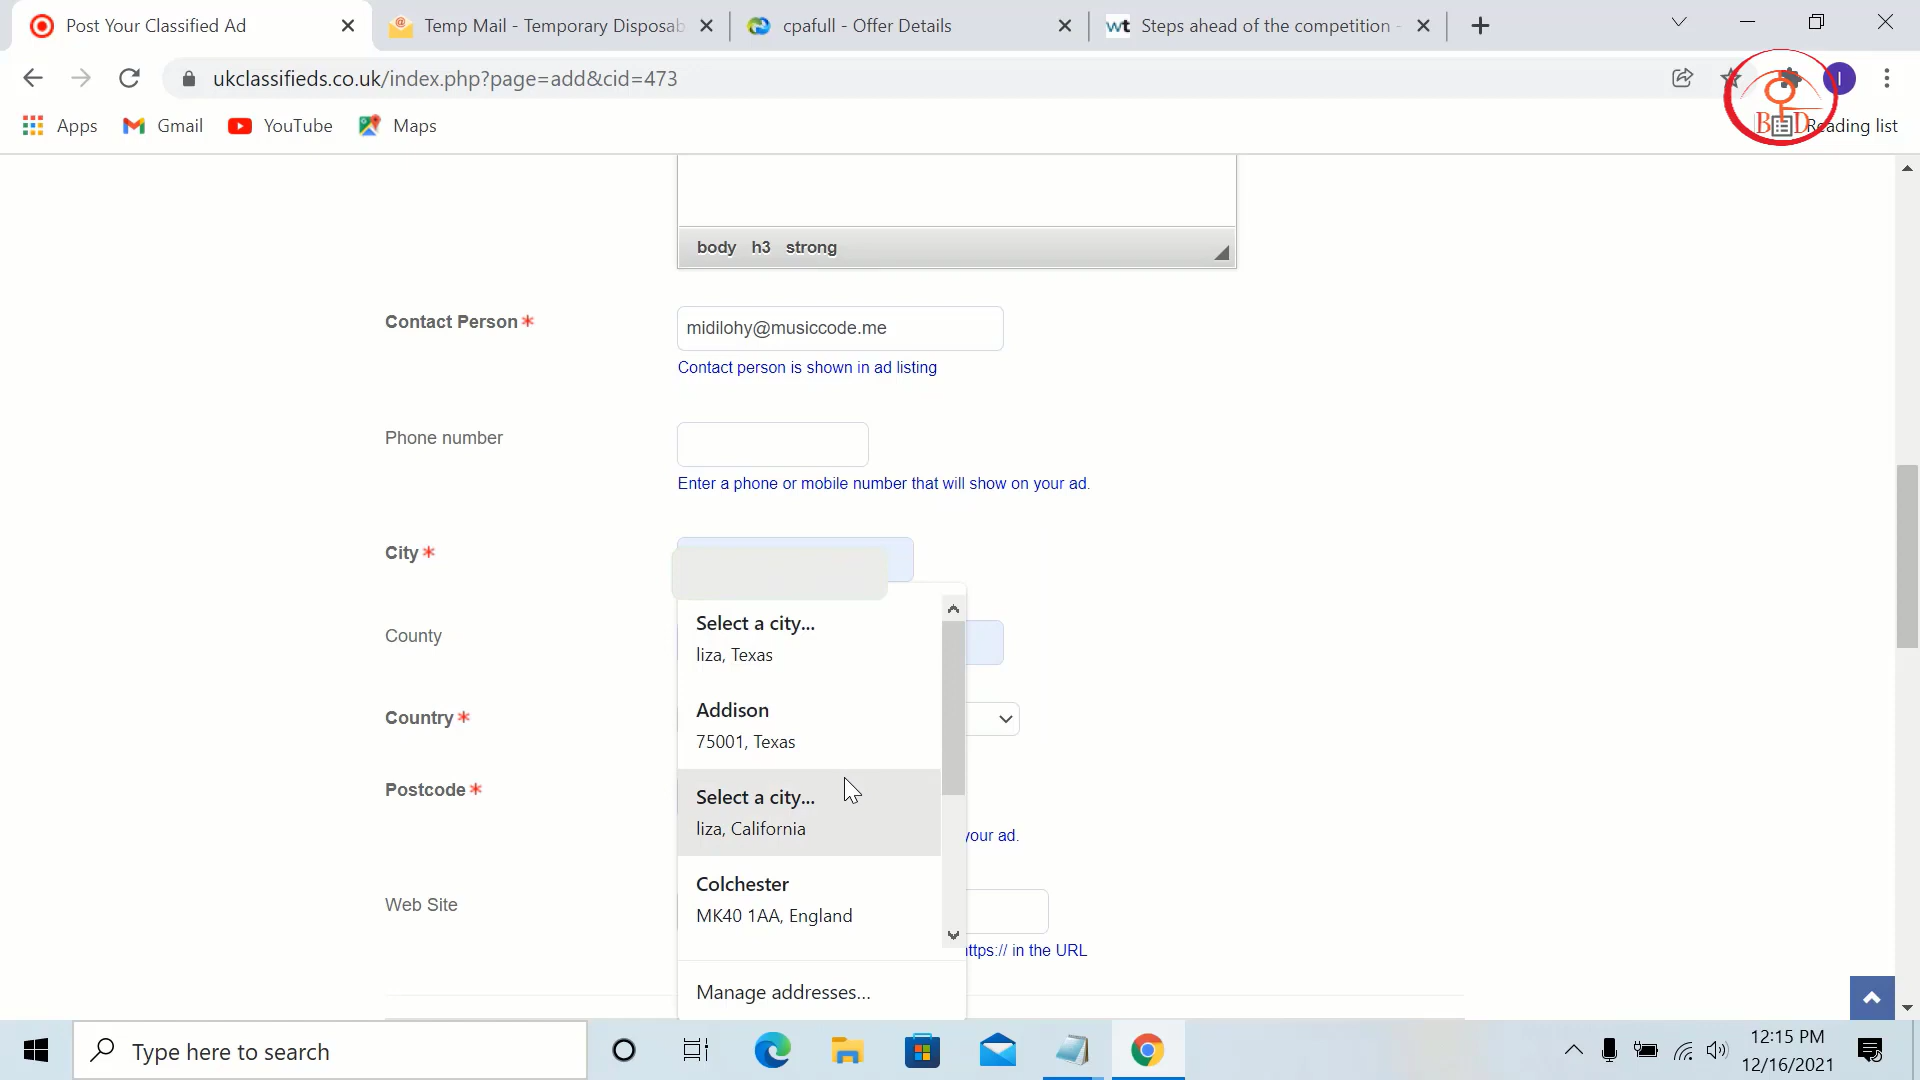 Post Your Classified Ad
Temp Mail - Temporary Disposab
cpafull - Offer Details
wt Steps ahead of the competition -
ukclassifieds.co.uk/index.php?page=add&cid=473
I
Apps
Gmail
YouTube
Maps
B D
Reading list
body h3 strong
Contact Person*
midilohy@musiccode.me
Contact person is shown in ad listing
Phone number
Enter a phone or mobile number that will show on your ad.
City*
Select a city...
liza, Texas
County
Addison
75001, Texas
Country*
Postcode*
Select a city...
liza, California
your ad.
Colchester
MK40 1AA, England
Web Site
ttps:// in the URL
Manage addresses...
Type here to search
12:15 PM
12/16/2021